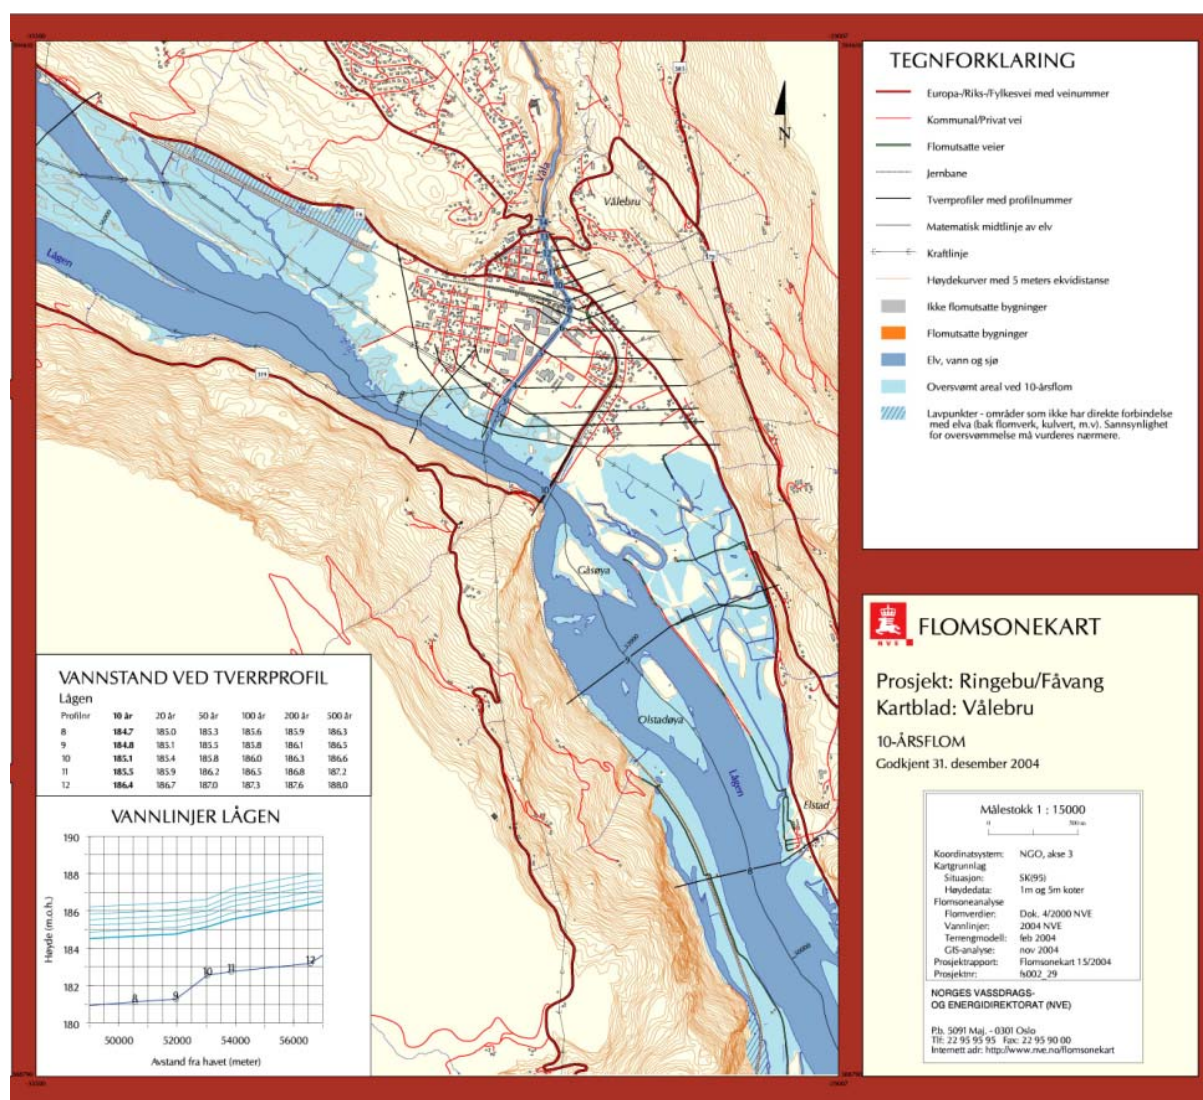 TEGNFORKLARING
Europa-/Riks-/Fylkesvei med veinummer
Kommunal/Privat vei
Flomutsatte veier
Jernbane
Tverrprofiler med profilnummer
Matematisk midtlinje av elv
Kraftlinje
Høydekurver med 5 meters ekvidistanse
Ikke flomutsatte bygninger
Flomutsatte bygninger
Elv, vann og sjø
Oversvømt areal ved 10-årsflom
Lavpunkter - områder som ikke har direkte forbindelse
med elva (bak flomverk, kulvert, m.v). Sannsynlighet
for oversvømmelse må vurderes nærmere.
N
Våla
Vålebru
Lågen
Gåsøya
Olstadøya
Lågen
Elstad
10
9
8
VANNSTAND VED TVERRPROFIL
Lågen
Profilnr 10 år 20 år 50 år 100 år 200 år 500 år
8 184.7 185.0 185.3 185.6 185.9 186.3
9 184.8 185.1 185.5 185.8 186.1 186.5
10 185.1 185.4 185.8 186.0 186.3 186.6
11 185.5 185.9 186.2 186.5 186.8 187.2
12 186.4 186.7 187.0 187.3 187.6 188.0
VANNLINJER LÅGEN
190
188
186
184
182
180
Høyde (m.o.h.)
8 9 10 11 12
50000 52000 54000 56000
Avstand fra havet (meter)
NVE
FLOMSONEKART
Prosjekt: Ringebu/Fåvang
Kartblad: Vålebru
10-ÅRSFLOM
Godkjent 31. desember 2004
Målestokk 1 : 15000
0
Koordinatsystem: NGO, akse 3
Kartgrunnlag
Situasjon: SK(95)
Høydedata: 1m og 5m koter
Flomsoneanalyse
Flomverdier: Dok. 4/2000 NVE
Vannlinjer: 2004 NVE
Terrengmodell: feb 2004
GIS-analyse: nov 2004
Prosjektrapport: Flomsonekart 15/2004
Prosjektnr: fs002_29
NORGES VASSDRAGS-
OG ENERGIDIREKTORAT (NVE)
P.b. 5091 Maj. - 0301 Oslo
Tlf: 22 95 95 95 Fax: 22 95 90 00
Internett adr: http://www.nve.no/flomsonekart